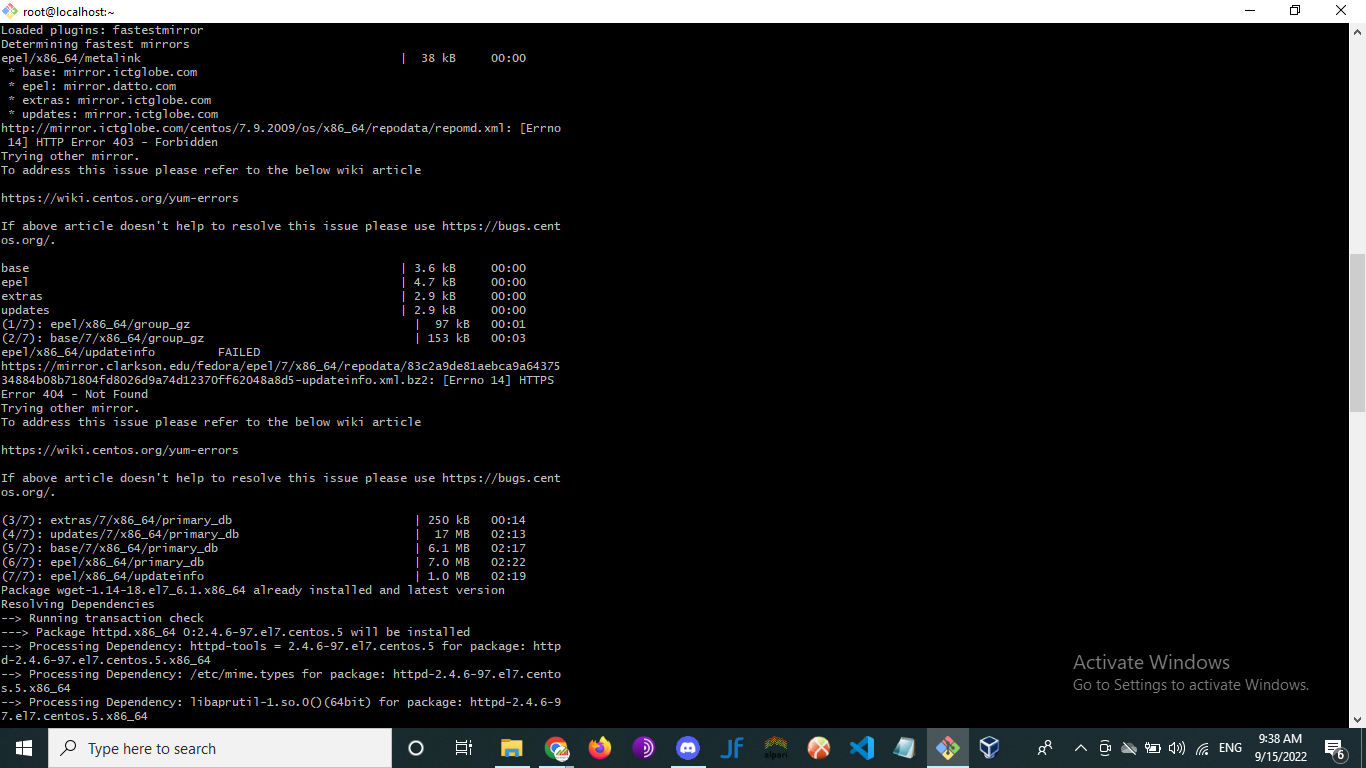 root@localhost:~
Loaded plugins: fastestmirror
Determining fastest mirrors
epel/x86_64/metalink | 38 kB 00:00
* base: mirror.ictglobe.com
* epel: mirror.datto.com
* extras: mirror.ictglobe.com
* updates: mirror.ictglobe.com
http://mirror.ictglobe.com/centos/7.9.2009/os/x86_64/repodata/repomd.xml: [Errno
14] HTTP Error 403 - Forbidden
Trying other mirror.
To address this issue please refer to the below wiki article
https://wiki.centos.org/yum-errors
If above article doesn't help to resolve this issue please use https://bugs.cent
os.org/.
base | 3.6 kB 00:00
epel | 4.7 kB 00:00
extras | 2.9 kB 00:00
updates | 2.9 kB 00:00
(1/7): epel/x86_64/group_gz | 97 kB 00:01
(2/7): base/7/x86_64/group_gz | 153 kB 00:03
epel/x86_64/updateinfo FAILED
https://mirror.clarkson.edu/fedora/epel/7/x86_64/repodata/83c2a9de81aebca9a64375
34884b08b71804fd8026d9a74d12370ff62048a8d5-updateinfo.xml.bz2: [Errno 14] HTTPS
Error 404 - Not Found
Trying other mirror.
To address this issue please refer to the below wiki article
https://wiki.centos.org/yum-errors
If above article doesn't help to resolve this issue please use https://bugs.cent
os.org/.
(3/7): extras/7/x86_64/primary_db | 250 kB 00:14
(4/7): updates/7/x86_64/primary_db | 17 MB 02:13
(5/7): base/7/x86_64/primary_db | 6.1 MB 02:17
(6/7): epel/x86_64/primary_db | 7.0 MB 02:22
(7/7): epel/x86_64/updateinfo | 1.0 MB 02:19
Package wget-1.14-18.el7_6.1.x86_64 already installed and latest version
Resolving Dependencies
--> Running transaction check
---> Package httpd.x86_64 0:2.4.6-97.el7.centos.5 will be installed
--> Processing Dependency: httpd-tools = 2.4.6-97.el7.centos.5 for package: http
d-2.4.6-97.el7.centos.5.x86_64
--> Processing Dependency: /etc/mime.types for package: httpd-2.4.6-97.el7.cento
s.5.x86_64
--> Processing Dependency: libaprutil-1.so.0()(64bit) for package: httpd-2.4.6-9
7.el7.centos.5.x86_64
Activate Windows
Go to Settings to activate Windows.
Type here to search
JF
ENG
9:38 AM
9/15/2022
6